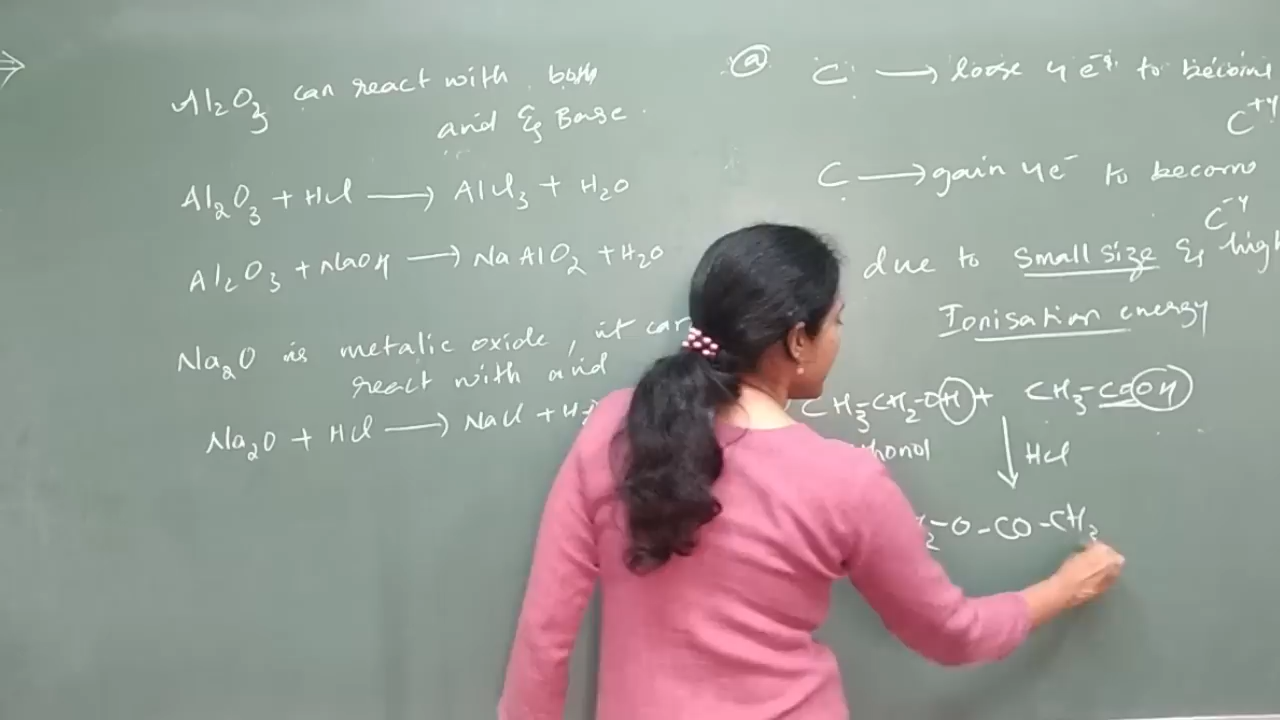 Al₂O₃ can react with both
and & Base.
Al₂O₃ + HCl ⟶ AlCl₃ + H₂O
Al₂O₃ + NaOH ⟶ NaAlO₂ + H₂O
Na₂O is metalic oxide, it can
react with acid
Na₂O + HCl ⟶ NaCl + H₂
(a) C ⟶ loose 4 e⁻s to become
C⁺⁴
C ⟶ gain 4e⁻ to become
C⁻⁴
due to small size & high
Ionisation energy
CH₃-CH₂-OH + CH₃-COOH
HCl
-O-CO-CH₃